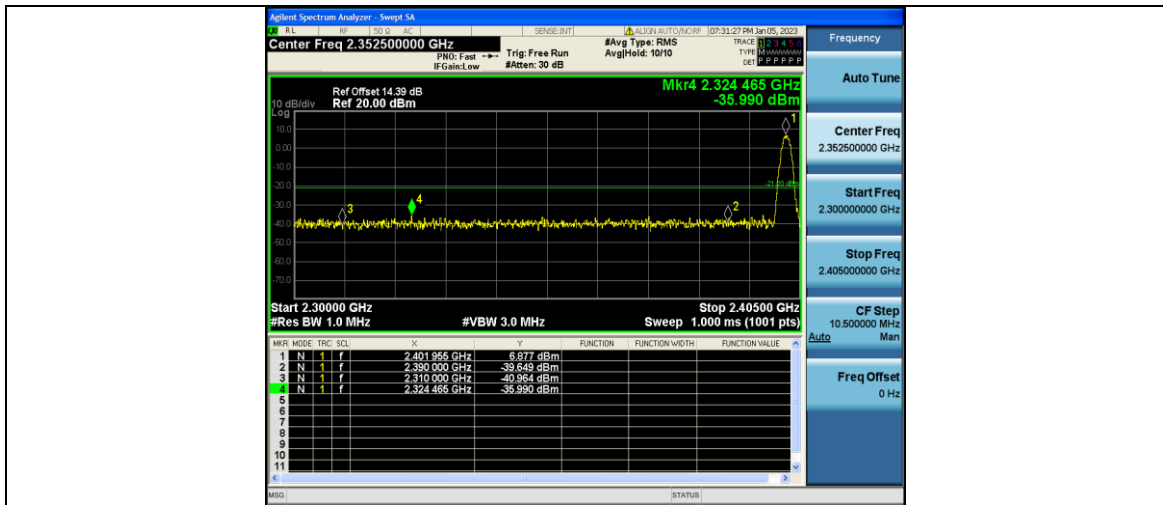 Agilent Spectrum Analyzer - Swept SA
RL RF 50 Ω AC SENSE:INT ALIGN AUTO/NORF 07:31:27 PM Jan 05, 2023
Center Freq 2.352500000 GHz
PNO: Fast
IFGain:Low
Trig: Free Run
#Atten: 30 dB
#Avg Type: RMS
Avg|Hold: 10/10
TRACE 1 2 3 4 5 6
TYPE M
DET P P P P P P
Mkr4 2.324 465 GHz
-35.990 dBm
Ref Offset 14.39 dB
10 dB/div Ref 20.00 dBm
Log
10.0
0.00
-10.0
-20.0
-30.0
-40.0
-50.0
-60.0
-70.0
1
2
3
4
Start 2.30000 GHz Stop 2.40500 GHz
#Res BW 1.0 MHz #VBW 3.0 MHz Sweep 1.000 ms (1001 pts)
MKR MODE TRC SCL X Y FUNCTION FUNCTION WIDTH FUNCTION VALUE
1 N 1 f 2.401 955 GHz 6.877 dBm
2 N 1 f 2.390 000 GHz -39.649 dBm
3 N 1 f 2.310 000 GHz -40.964 dBm
4 N 1 f 2.324 465 GHz -35.990 dBm
5
6
7
8
9
10
11
MSG STATUS
Frequency
Auto Tune
Center Freq
2.352500000 GHz
Start Freq
2.300000000 GHz
Stop Freq
2.405000000 GHz
CF Step
10.500000 MHz
Auto Man
Freq Offset
0 Hz